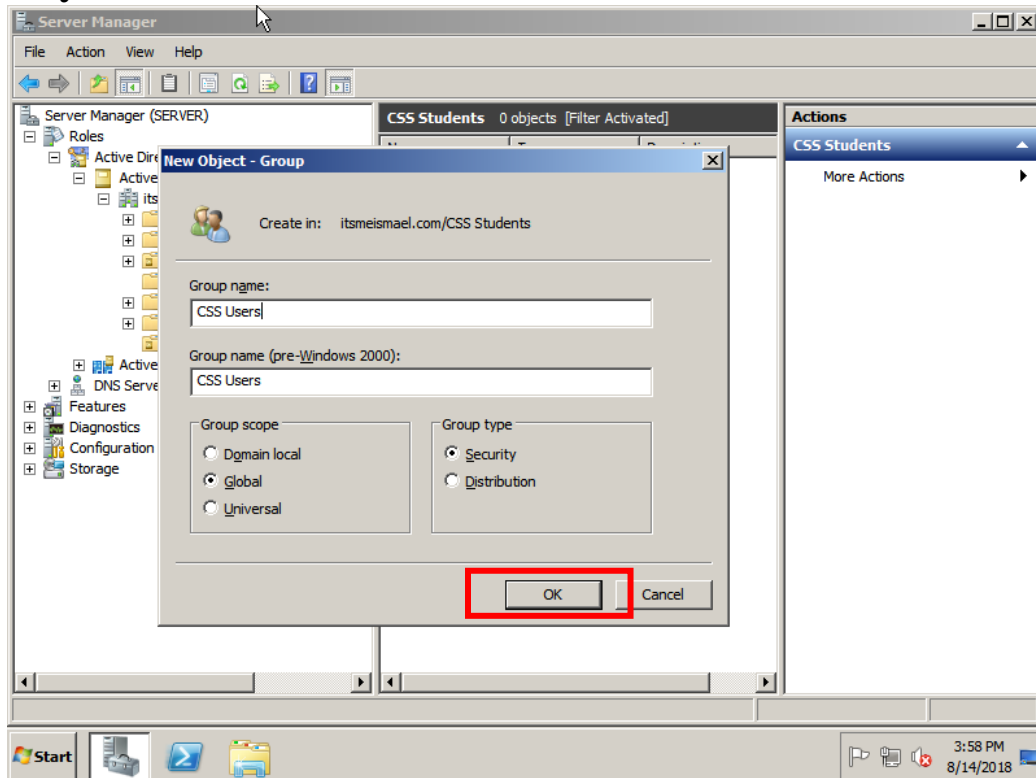 Server Manager
File Action View Help
Server Manager (SERVER)
Roles
Active Dire
Active
its
Active
DNS Serve
Features
Diagnostics
Configuration
Storage
CSS Students 0 objects [Filter Activated]
Actions
CSS Students
More Actions
New Object - Group
Create in: itsmeismael.com/CSS Students
Group name:
CSS Users
Group name (pre-Windows 2000):
CSS Users
Group scope
Domain local
Global
Universal
Group type
Security
Distribution
OK Cancel
Start
3:58 PM
8/14/2018